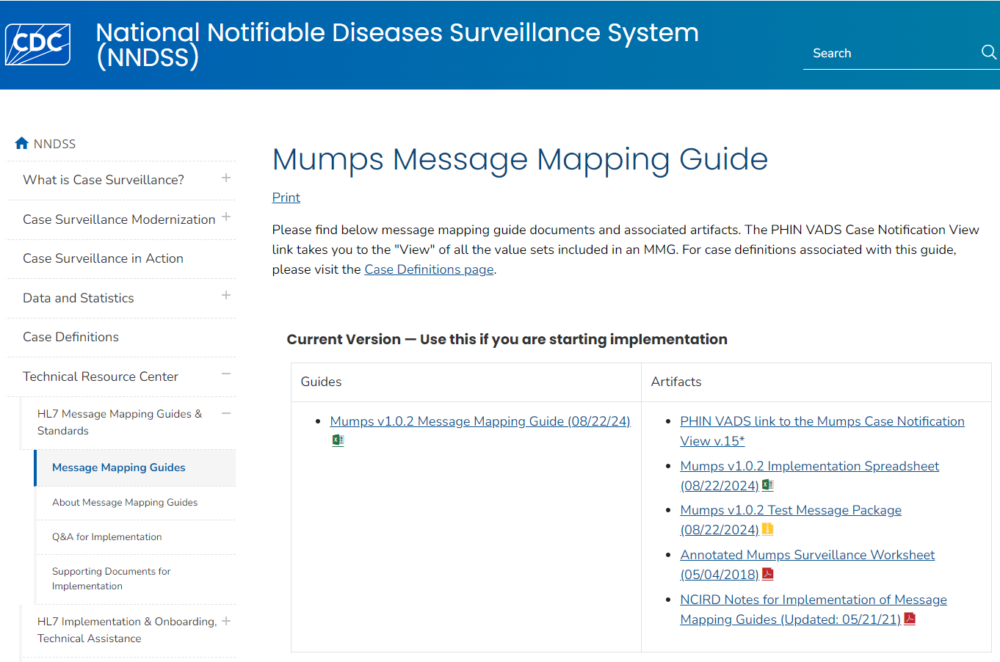 CDC
National Notifiable Diseases Surveillance System
(NNDSS)
Search
NNDSS
What is Case Surveillance?
Case Surveillance Modernization
Case Surveillance in Action
Data and Statistics
Case Definitions
Technical Resource Center
HL7 Message Mapping Guides &
Standards
Message Mapping Guides
About Message Mapping Guides
Q&A for Implementation
Supporting Documents for
Implementation
HL7 Implementation & Onboarding,
Technical Assistance
Mumps Message Mapping Guide
Print
Please find below message mapping guide documents and associated artifacts. The PHIN VADS Case Notification View
link takes you to the "View" of all the value sets included in an MMG. For case definitions associated with this guide,
please visit the Case Definitions page.
Current Version — Use this if you are starting implementation
Guides
Mumps v1.0.2 Message Mapping Guide (08/22/24)
Artifacts
PHIN VADS link to the Mumps Case Notification
View v.15*
Mumps v1.0.2 Implementation Spreadsheet
(08/22/2024)
Mumps v1.0.2 Test Message Package
(08/22/2024)
Annotated Mumps Surveillance Worksheet
(05/04/2018)
NCIRD Notes for Implementation of Message
Mapping Guides (Updated: 05/21/21)